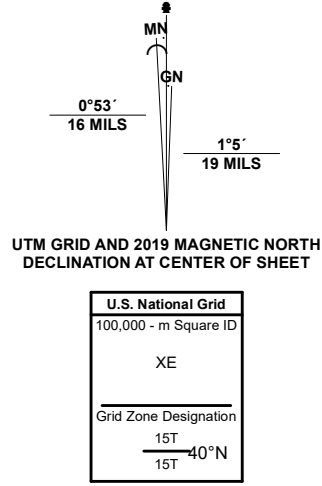 MN
GN
0°53´
16 MILS
1°5´
19 MILS
UTM GRID AND 2019 MAGNETIC NORTH
DECLINATION AT CENTER OF SHEET
U.S. National Grid
100,000 - m Square ID
XE
Grid Zone Designation
15T
40°N
15T